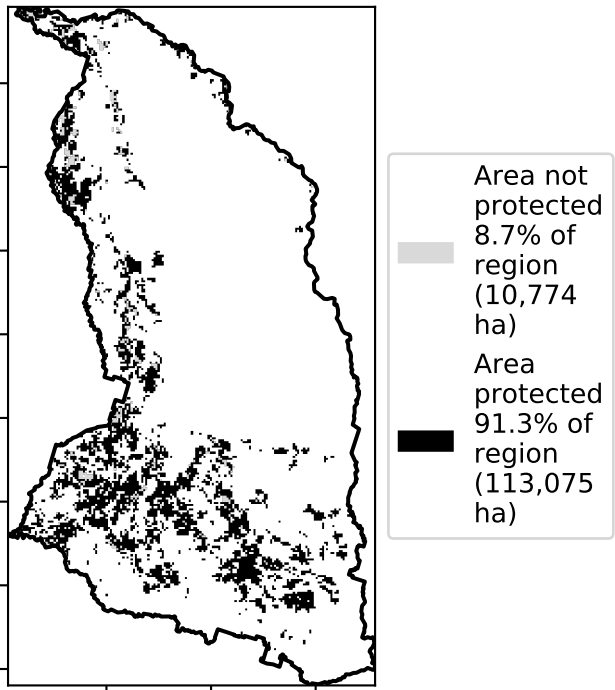 Area not
protected
8.7% of
region
(10,774
ha)
Area
protected
91.3% of
region
(113,075
ha)